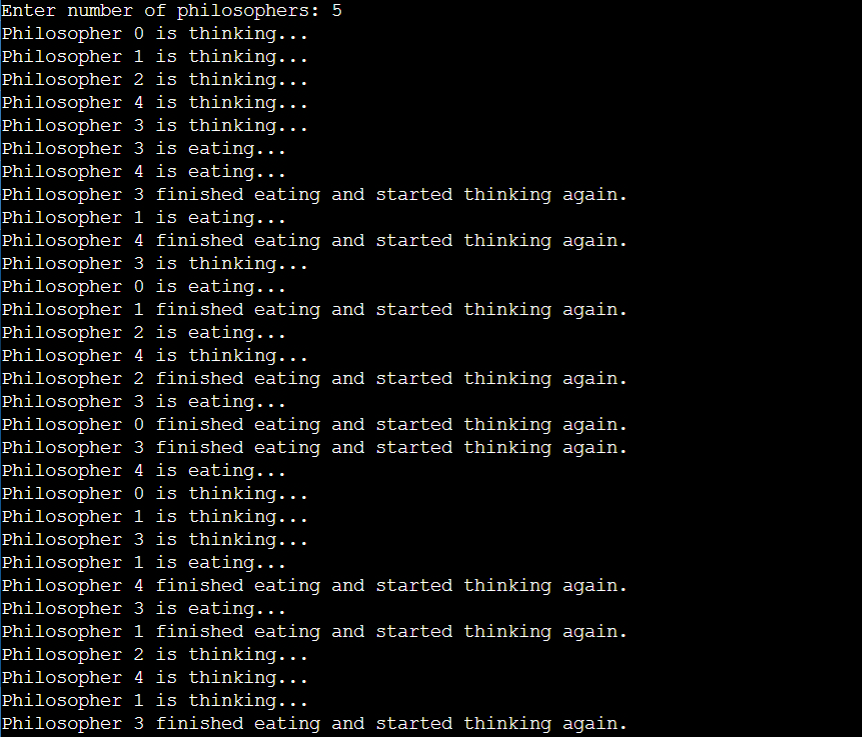 Enter number of philosophers: 5
Philosopher 0 is thinking...
Philosopher 1 is thinking...
Philosopher 2 is thinking...
Philosopher 4 is thinking...
Philosopher 3 is thinking...
Philosopher 3 is eating...
Philosopher 4 is eating...
Philosopher 3 finished eating and started thinking again.
Philosopher 1 is eating...
Philosopher 4 finished eating and started thinking again.
Philosopher 3 is thinking...
Philosopher 0 is eating...
Philosopher 1 finished eating and started thinking again.
Philosopher 2 is eating...
Philosopher 4 is thinking...
Philosopher 2 finished eating and started thinking again.
Philosopher 3 is eating...
Philosopher 0 finished eating and started thinking again.
Philosopher 3 finished eating and started thinking again.
Philosopher 4 is eating...
Philosopher 0 is thinking...
Philosopher 1 is thinking...
Philosopher 3 is thinking...
Philosopher 1 is eating...
Philosopher 4 finished eating and started thinking again.
Philosopher 3 is eating...
Philosopher 1 finished eating and started thinking again.
Philosopher 2 is thinking...
Philosopher 4 is thinking...
Philosopher 1 is thinking...
Philosopher 3 finished eating and started thinking again.